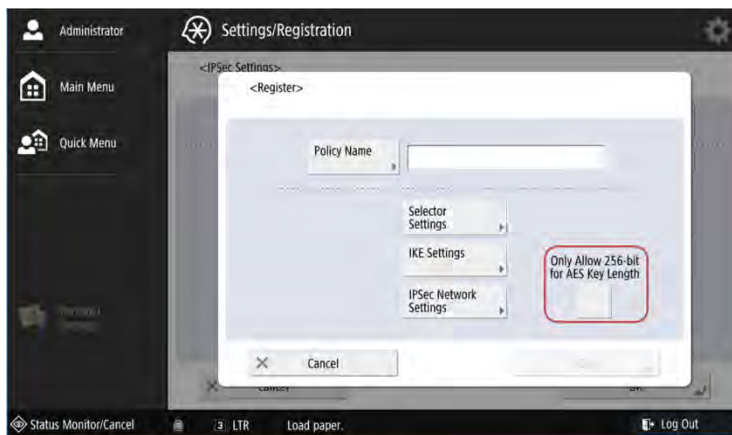 Administrator
Settings/Registration
<IPSec Settings>
Main Menu
<Register>
Quick Menu
Policy Name
Selector
Settings
IKE Settings
Only Allow 256-bit
for AES Key Length
IPSec Network
Settings
Cancel
Cancel
Status Monitor/Cancel
3 LTR
Load paper.
Log Out